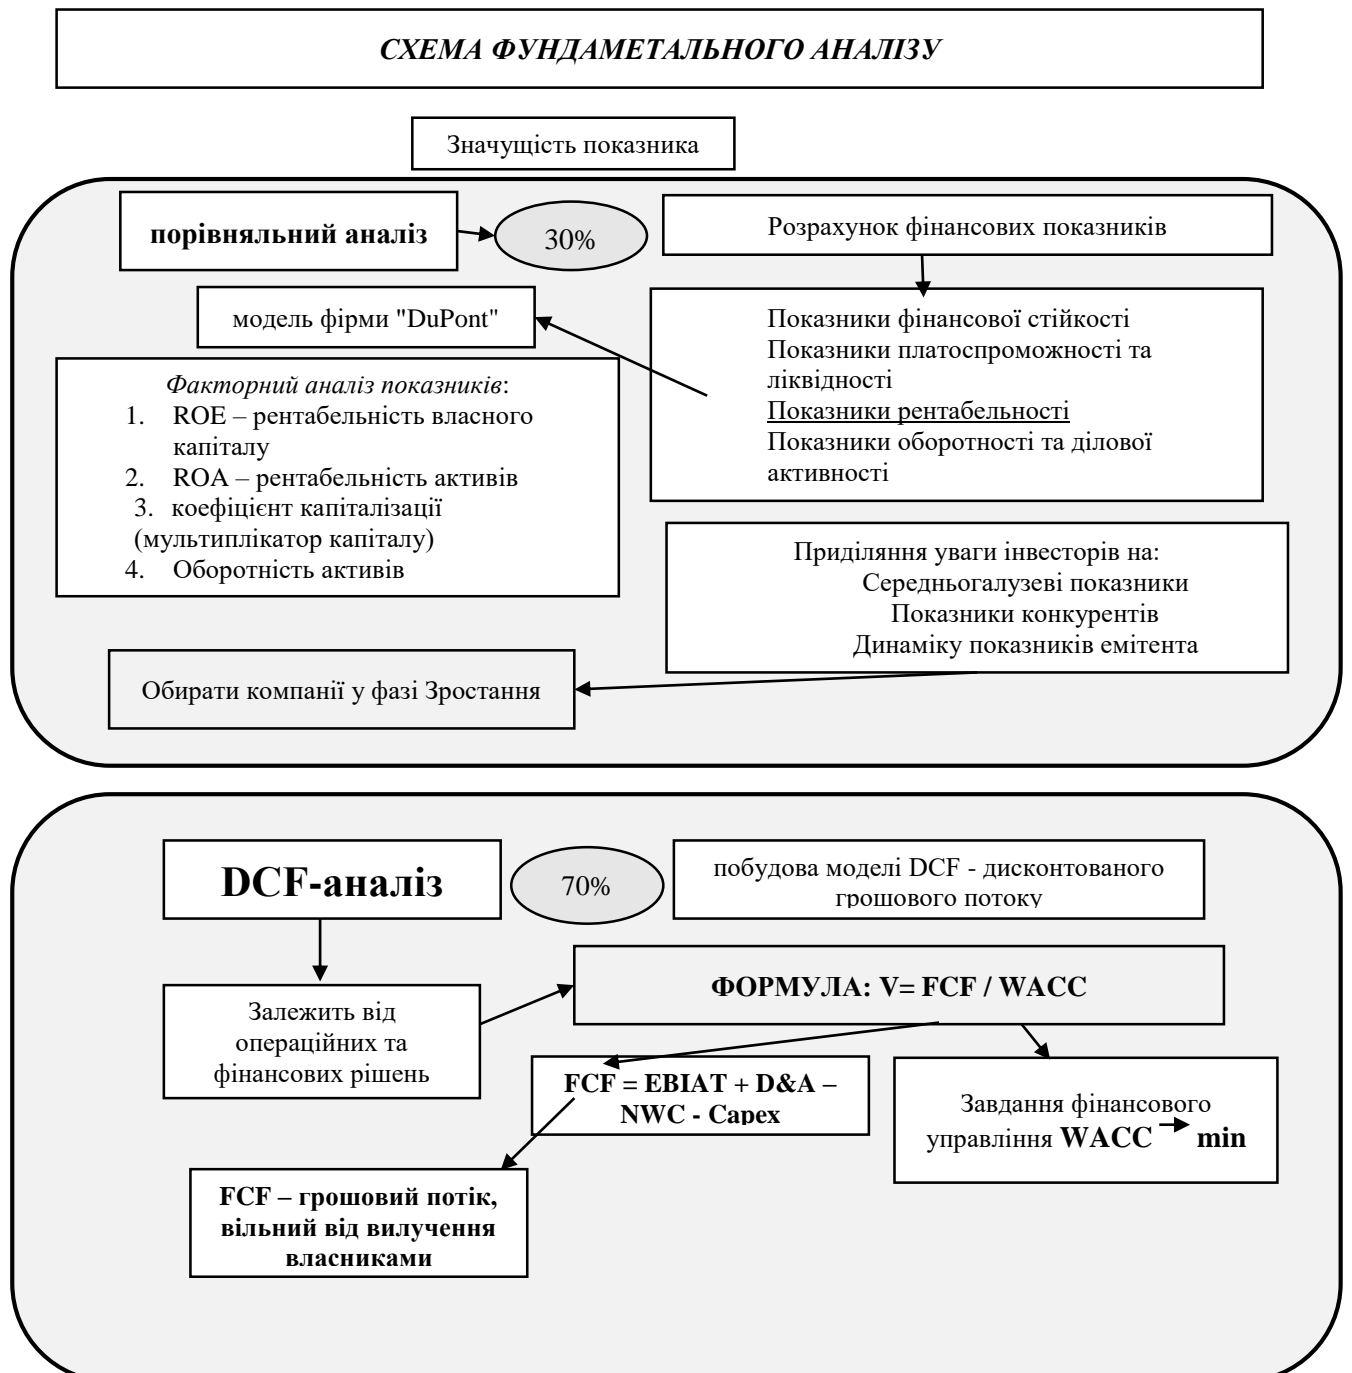 СХЕМА ФУНДАМЕТАЛЬНОГО АНАЛІЗУ
Значущість показника
порівняльний аналіз
30%
Розрахунок фінансових показників
модель фірми "DuPont"
Показники фінансової стійкості
Показники платоспроможності та
ліквідності
Показники рентабельності
Показники оборотності та ділової
активності
Факторний аналіз показників:
1. ROE – рентабельність власного
капіталу
2. ROA – рентабельність активів
3. коефіцієнт капіталізації
(мультиплікатор капіталу)
4. Оборотність активів
Приділяння уваги інвесторів на:
Середньогалузеві показники
Показники конкурентів
Динаміку показників емітента
Обирати компанії у фазі Зростання
DCF-аналіз
70%
побудова моделі DCF - дисконтованого
грошового потоку
Залежить від
операційних та
фінансових рішень
ФОРМУЛА: V= FCF / WACC
FCF = EBIAT + D&A –
NWC - Capex
Завдання фінансового
управління WACC min
FCF – грошовий потік,
вільний від вилучення
власниками